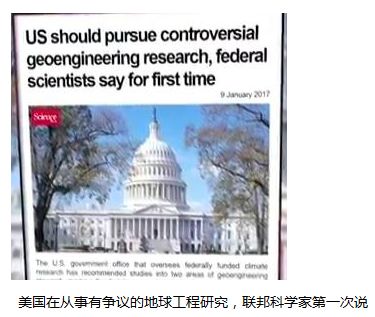 US should pursue controversial
geoengineering research, federal
scientists say for first time
9 January 2017
Science
The U.S. government office that oversees federally funded climate
research has recommended studies into two areas of geoengineering
美国在从事有争议的地球工程研究，联邦科学家第一次说